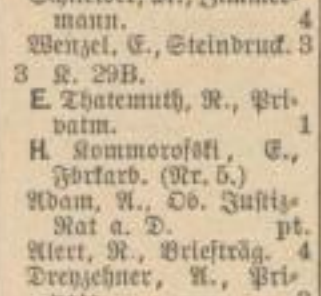 mann. 4
Wenzel, E., Steindruck. 3
3 K. 29B.
E. Thatemuth, R., Pri-
vatm. 1
H. Kommorofski, E.,
Fbrkarb. (Nr. 5.)
Adam, A., Ob. Justiz-
Rat a. D. pt.
Alert, R., Briefträg. 4
Dreyzehner, A., Pri-